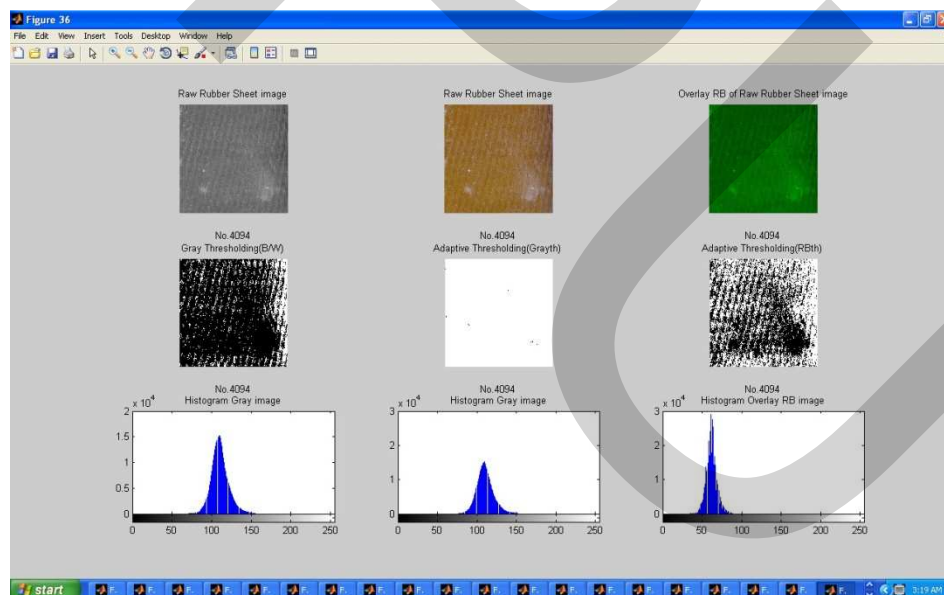 Figure 36
File Edit View Insert Tools Desktop Window Help
Raw Rubber Sheet image
Raw Rubber Sheet image
Overlay RB of Raw Rubber Sheet image
No.4094
Gray Thresholding(B/W)
No.4094
Adaptive Thresholding(Grayth)
No.4094
Adaptive Thresholding(RBth)
No.4094
Histogram Gray image
x 10^4
2
1.5
1
0.5
0
0 50 100 150 200 250
No.4094
Histogram Gray image
x 10^4
3
2
1
0
0 50 100 150 200 250
No.4094
Histogram Overlay RB image
x 10^4
3
2
1
0
0 50 100 150 200 250
start F. F. F. F. F. F. F. F. F. F. F. F. F. F. F. F. F. 3:19 AM